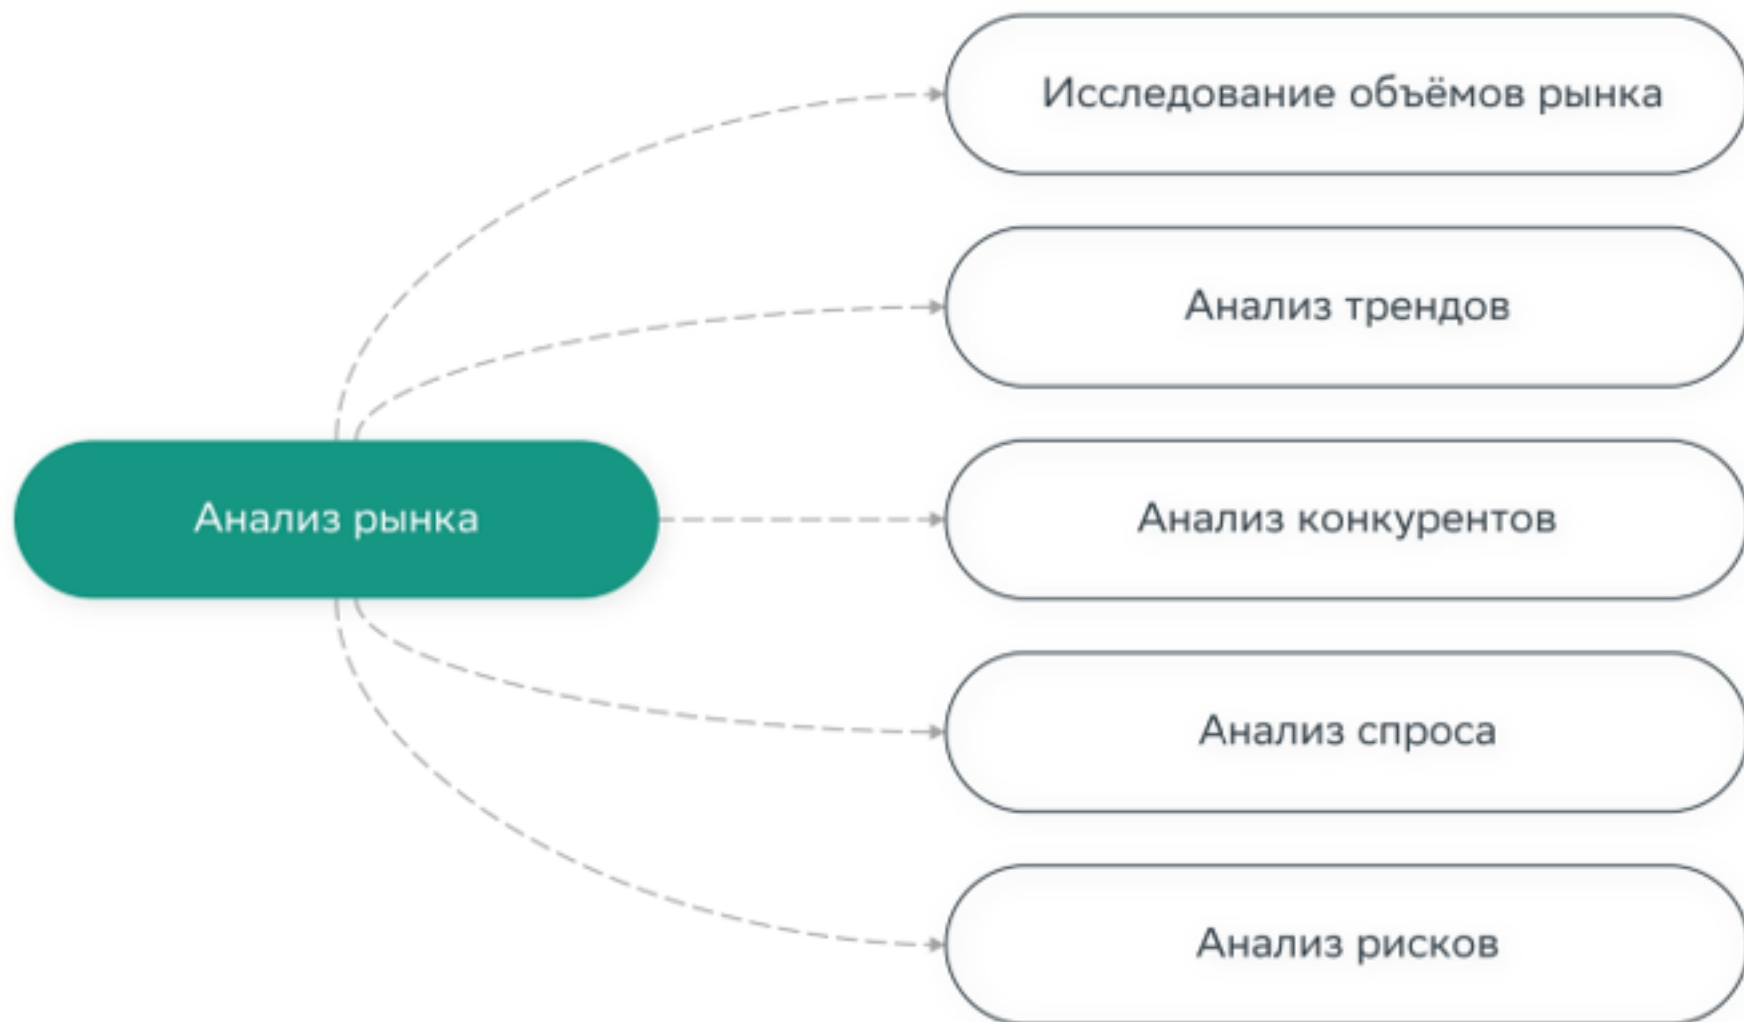 Исследование объёмов рынка
Анализ трендов
Анализ рынка
Анализ конкурентов
Анализ спроса
Анализ рисков